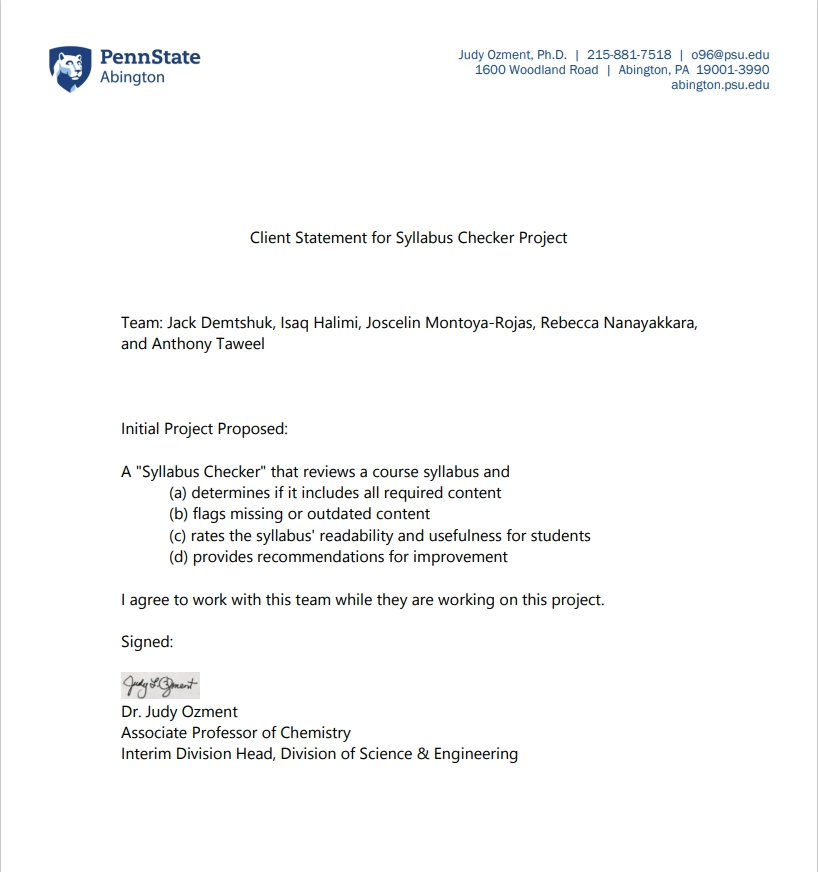 PennState
Abington
Judy Ozment, Ph.D. | 215-881-7518 | o96@psu.edu
1600 Woodland Road | Abington, PA 19001-3990
abington.psu.edu
Client Statement for Syllabus Checker Project
Team: Jack Demtshuk, Isaq Halimi, Joscelin Montoya-Rojas, Rebecca Nanayakkara,
and Anthony Taweel
Initial Project Proposed:
A "Syllabus Checker" that reviews a course syllabus and
(a) determines if it includes all required content
(b) flags missing or outdated content
(c) rates the syllabus' readability and usefulness for students
(d) provides recommendations for improvement
I agree to work with this team while they are working on this project.
Signed:
Judy L Ozment
Dr. Judy Ozment
Associate Professor of Chemistry
Interim Division Head, Division of Science & Engineering